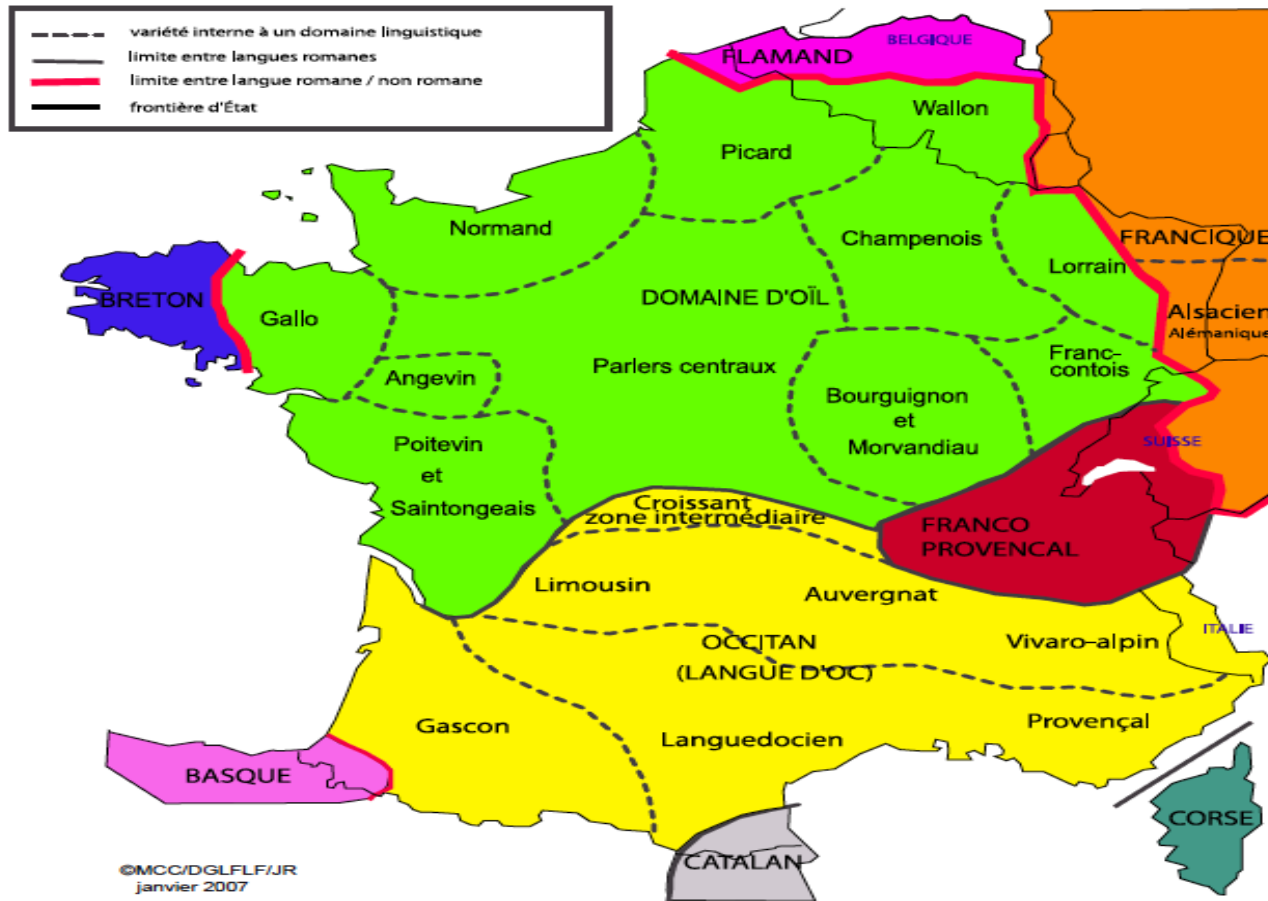 variété interne à un domaine linguistique
limite entre langues romanes
limite entre langue romane / non romane
frontière d'État
BELGIQUE
FLAMAND
Wallon
Picard
Normand
Champenois
FRANCIQUE
Lorrain
BRETON
DOMAINE D'OÏL
Gallo
Alsacien
Alémanique
Parlers centraux
Franc-
contois
Angevin
Bourguignon
et
Morvandiau
Poitevin
et
Saintongeais
SUISSE
Croissant
zone intermédiaire
FRANCO
PROVENCAL
Limousin
Auvergnat
ITALIE
OCCITAN
(LANGUE D'OC)
Vivaro-alpin
Gascon
Languedocien
Provençal
BASQUE
CORSE
CATALAN
©MCC/DGLFLF/JR
janvier 2007